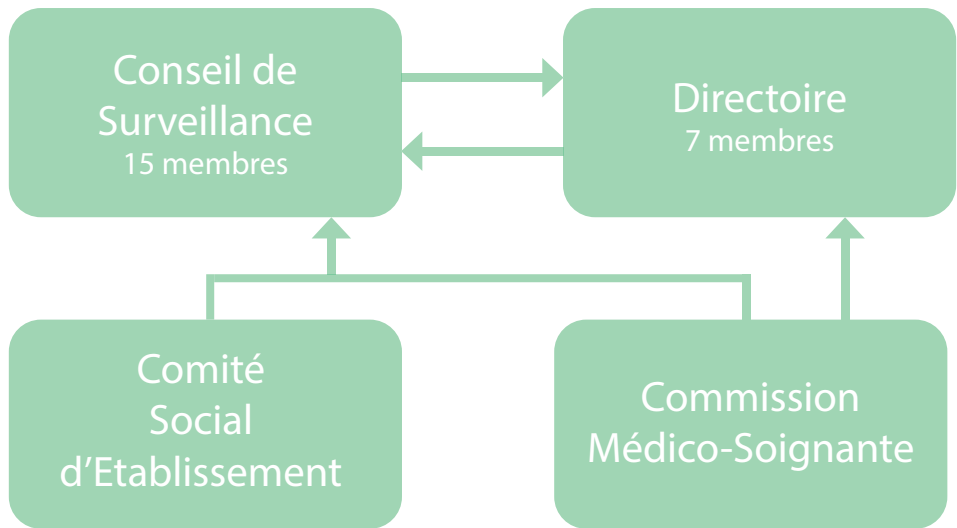 Conseil de
Surveillance
15 membres
Directoire
7 membres
Comité
Social
d'Etablissement
Commission
Médico-Soignante